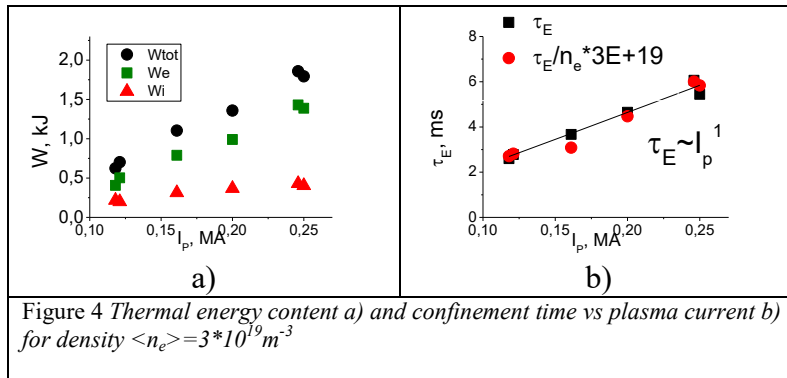 Wtot
We
Wi
W, kJ
2,0
1,5
1,0
0,5
0,0
0,10 0,15 0,20 0,25
I_P, MA
a)
τ_E
τ_E/n_e*3E+19
τ_E, ms
8
6
4
2
0
τ_E~I_p^1
0,10 0,15 0,20 0,25
I_P, MA
b)
Figure 4 Thermal energy content a) and confinement time vs plasma current b)
for density <n_e>=3*10^19m^-3